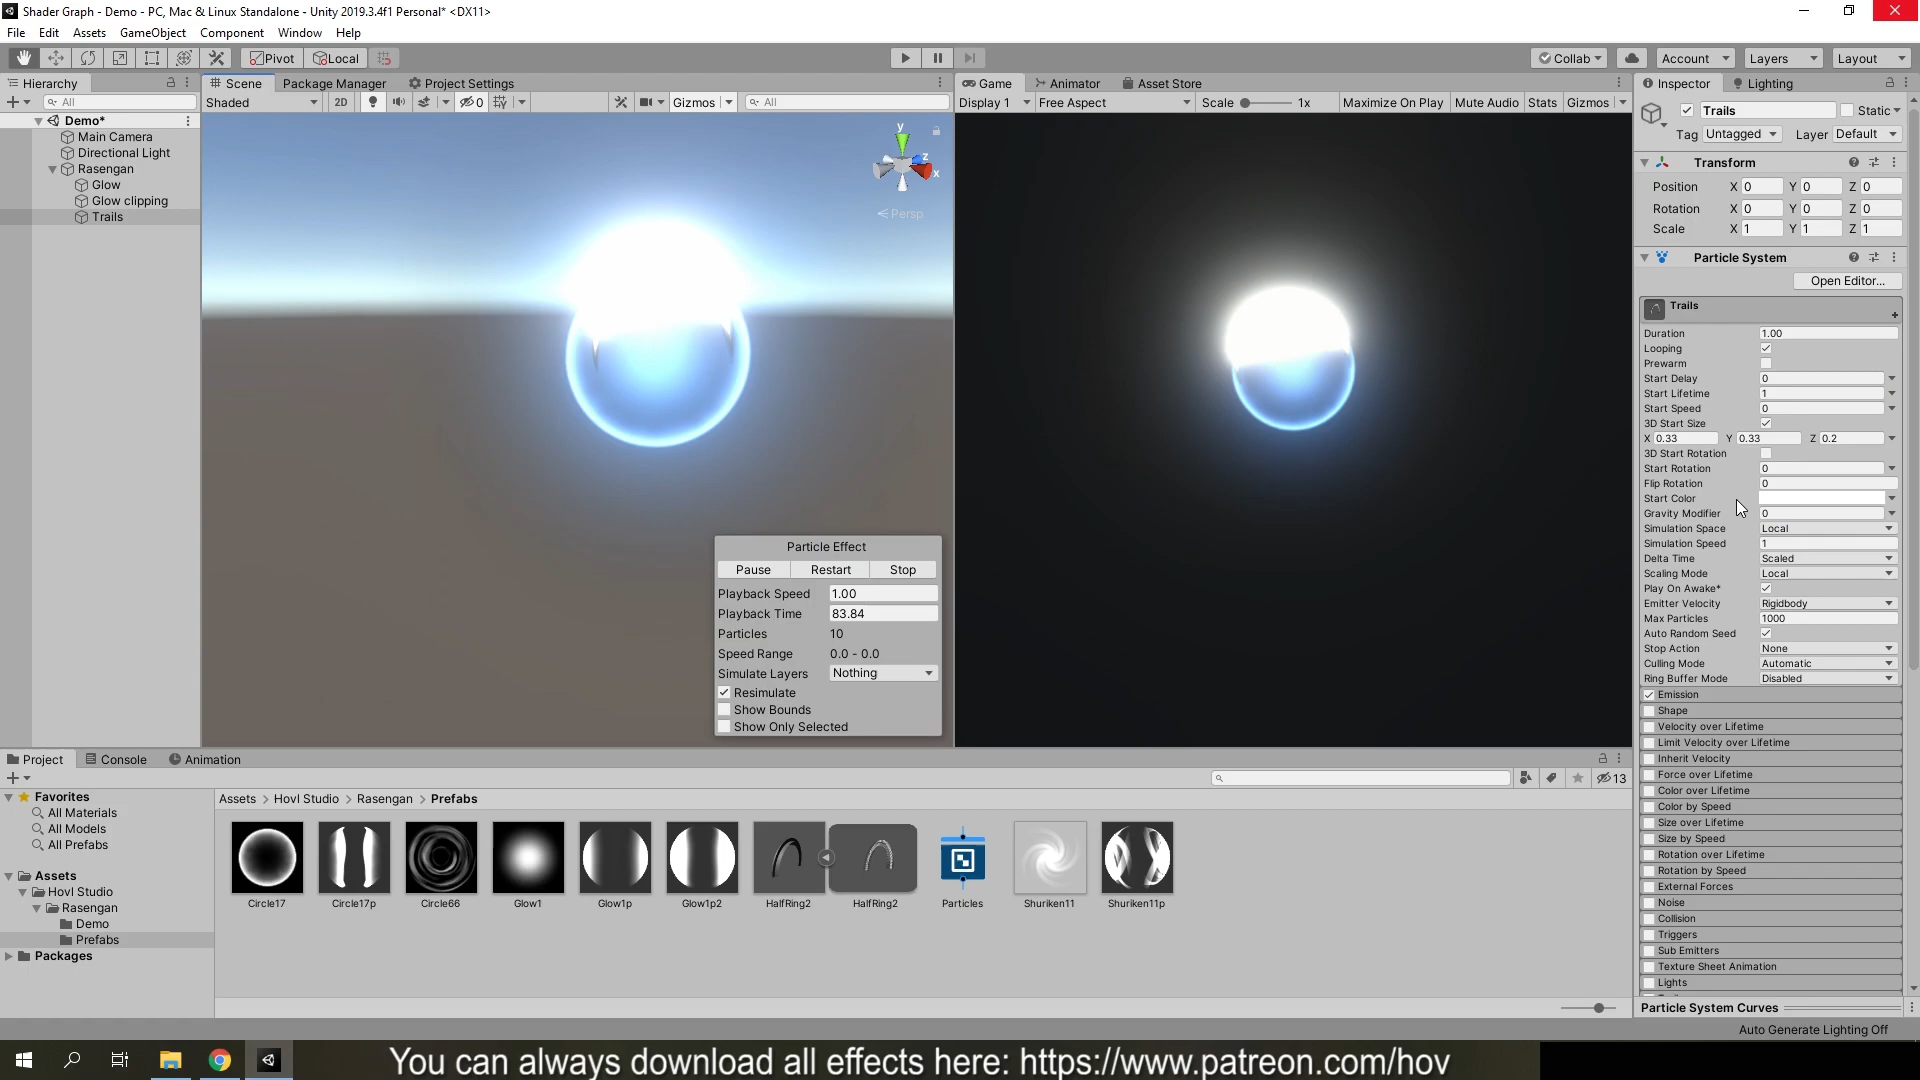 Shader Graph - Demo - PC, Mac & Linux Standalone - Unity 2019.3.4f1 Personal* <DX11>
File Edit Assets GameObject Component Window Help
Pivot Local Collab Account Layers Layout
Hierarchy
All
Demo*
Main Camera
Directional Light
Rasengan
Glow
Glow clipping
Trails
Scene Package Manager Project Settings
Shaded 2D 0 Gizmos All
y
z
x
Persp
Particle Effect
Pause Restart Stop
Playback Speed 1.00
Playback Time 83.84
Particles 10
Speed Range 0.0 - 0.0
Simulate Layers Nothing
Resimulate
Show Bounds
Show Only Selected
Game Animator Asset Store
Display 1 Free Aspect Scale 1x Maximize On Play Mute Audio Stats Gizmos
Inspector Lighting
Trails Static
Tag Untagged Layer Default
Transform
Position X 0 Y 0 Z 0
Rotation X 0 Y 0 Z 0
Scale X 1 Y 1 Z 1
Particle System
Open Editor...
Trails
Duration 1.00
Looping
Prewarm
Start Delay 0
Start Lifetime 1
Start Speed 0
3D Start Size
X 0.33 Y 0.33 Z 0.2
3D Start Rotation
Start Rotation 0
Flip Rotation 0
Start Color
Gravity Modifier 0
Simulation Space Local
Simulation Speed 1
Delta Time Scaled
Scaling Mode Local
Play On Awake*
Emitter Velocity Rigidbody
Max Particles 1000
Auto Random Seed
Stop Action None
Culling Mode Automatic
Ring Buffer Mode Disabled
Emission
Shape
Velocity over Lifetime
Limit Velocity over Lifetime
Inherit Velocity
Force over Lifetime
Color over Lifetime
Color by Speed
Size over Lifetime
Size by Speed
Rotation over Lifetime
Rotation by Speed
External Forces
Noise
Collision
Triggers
Sub Emitters
Texture Sheet Animation
Lights
Particle System Curves
Project Console Animation
13
Favorites
All Materials
All Models
All Prefabs
Assets
Hovl Studio
Rasengan
Demo
Prefabs
Packages
Assets > Hovl Studio > Rasengan > Prefabs
Circle17 Circle17p Circle66 Glow1 Glow1p Glow1p2 HalfRing2 HalfRing2 Particles Shuriken11 Shuriken11p
Auto Generate Lighting Off
You can always download all effects here: https://www.patreon.com/hov